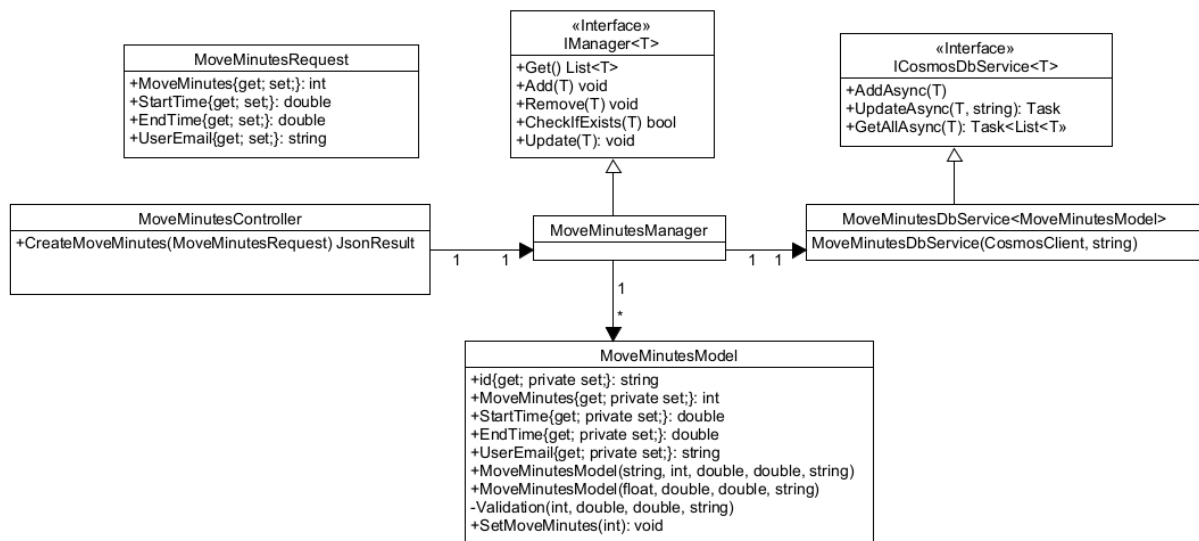 MoveMinutesRequest
+MoveMinutes{get; set;}: int
+StartTime{get; set;}: double
+EndTime{get; set;}: double
+UserEmail{get; set;}: string
«Interface»
IManager<T>
+Get() List<T>
+Add(T) void
+Remove(T) void
+CheckIfExists(T) bool
+Update(T): void
«Interface»
ICosmosDbService<T>
+AddAsync(T)
+UpdateAsync(T, string): Task
+GetAllAsync(T): Task<List<T»
MoveMinutesController
+CreateMoveMinutes(MoveMinutesRequest) JsonResult
1
1
MoveMinutesManager
1
1
MoveMinutesDbService<MoveMinutesModel>
MoveMinutesDbService(CosmosClient, string)
1
*
MoveMinutesModel
+id{get; private set;}: string
+MoveMinutes{get; private set;}: int
+StartTime{get; private set;}: double
+EndTime{get; private set;}: double
+UserEmail{get; private set;}: string
+MoveMinutesModel(string, int, double, double, string)
+MoveMinutesModel(float, double, double, string)
-Validation(int, double, double, string)
+SetMoveMinutes(int): void